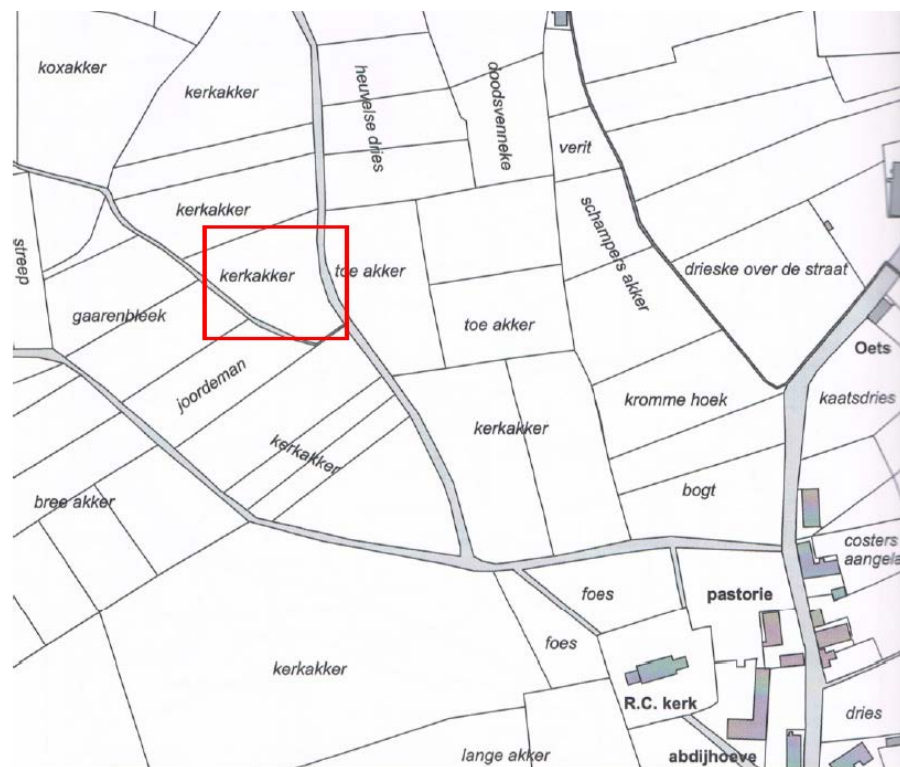 koxakker
kerkakker
heuvelse dries
doodsvenneke
verit
kerkakker
schampers akker
streep
kerkakker
toe akker
drieske over de straat
gaarenbleek
toe akker
Oets
joordeman
kromme hoek
kaatsdries
kerkakker
kerkakker
bree akker
bogt
costers
aangela
foes
pastorie
foes
kerkakker
R.C. kerk
dries
lange akker
abdijhoeve